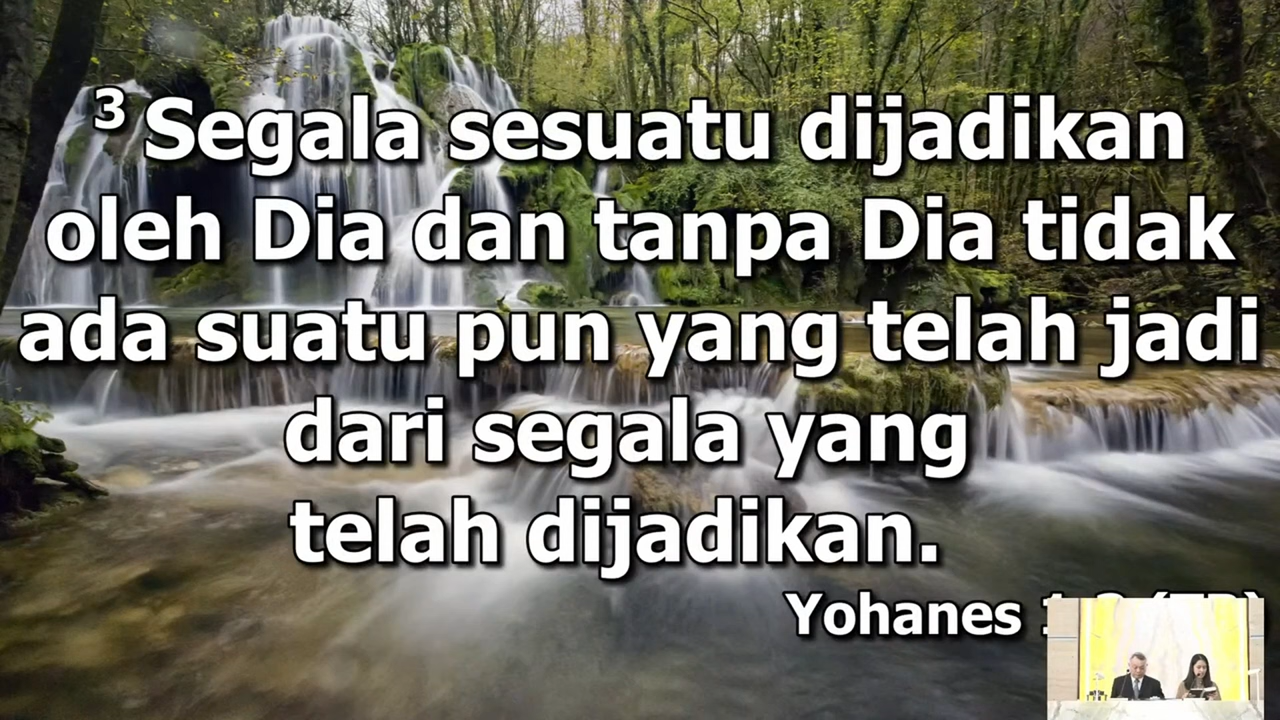 3 Segala sesuatu dijadikan
oleh Dia dan tanpa Dia tidak
ada suatu pun yang telah jadi
dari segala yang
telah dijadikan.
Yohanes